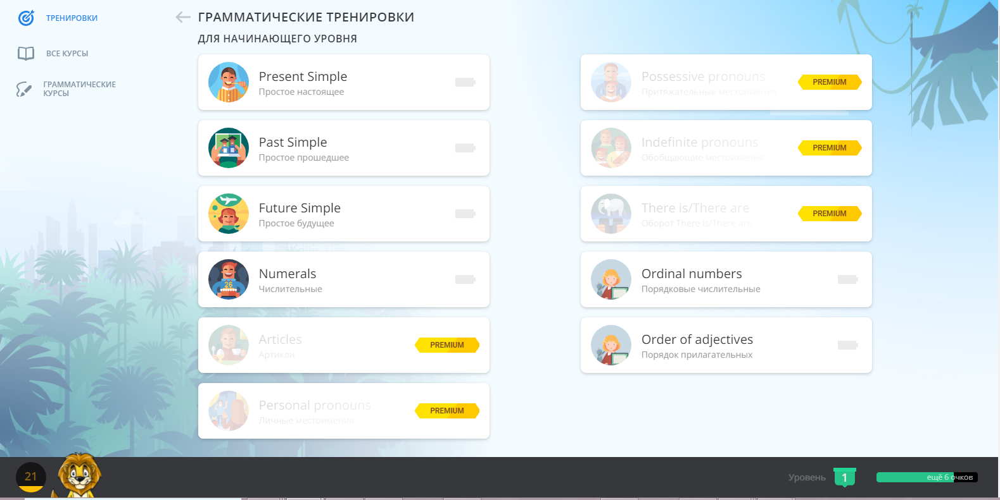 ТРЕНИРОВКИ
ВСЕ КУРСЫ
ГРАММАТИЧЕСКИЕ
КУРСЫ
ГРАММАТИЧЕСКИЕ ТРЕНИРОВКИ
ДЛЯ НАЧИНАЮЩЕГО УРОВНЯ
Present Simple
Простое настоящее
Past Simple
Простое прошедшее
Future Simple
Простое будущее
Numerals
Числительные
26
Articles
Артикли
PREMIUM
Personal pronouns
Личные местоимения
PREMIUM
Possessive pronouns
Притяжательные местоимения
PREMIUM
Indefinite pronouns
Обобщающие местоимения
PREMIUM
There is/There are
Оборот There is/There are
PREMIUM
Ordinal numbers
Порядковые числительные
Order of adjectives
Порядок прилагательных
21
Уровень
1
ещё 6 очков